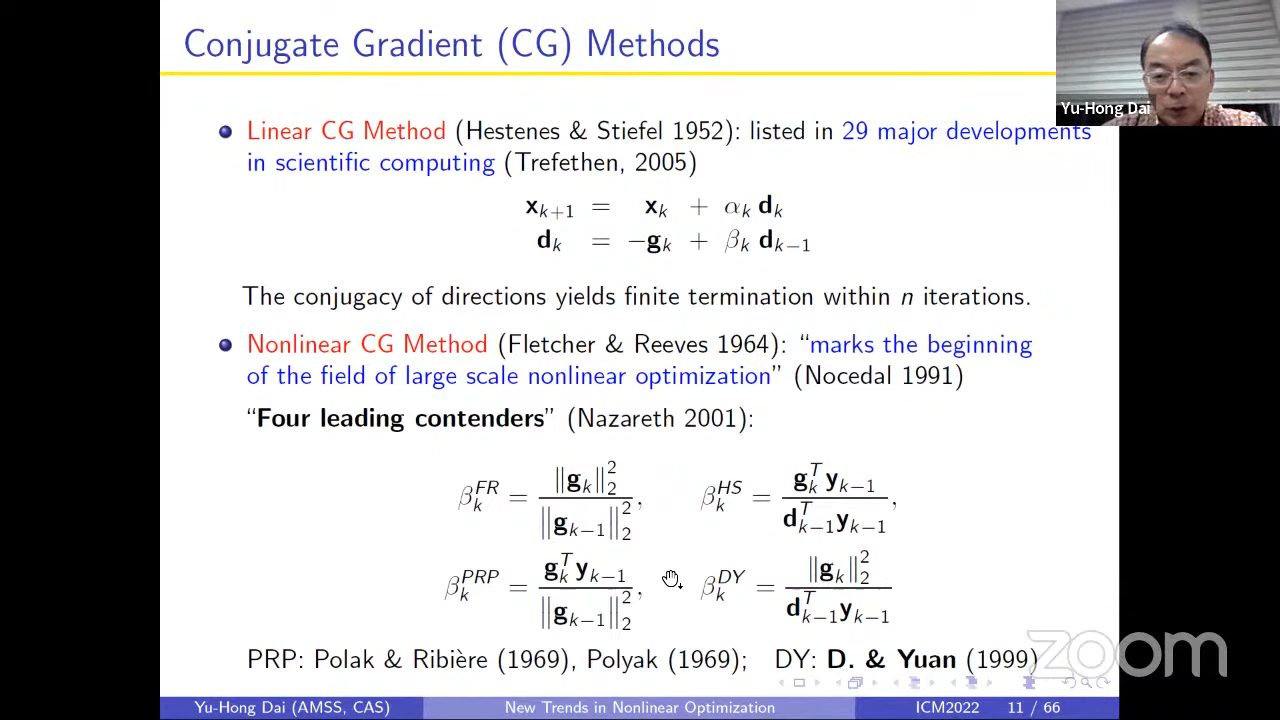 Conjugate Gradient (CG) Methods
Yu-Hong Dai
Linear CG Method (Hestenes & Stiefel 1952): listed in 29 major developments
in scientific computing (Trefethen, 2005)
x_{k+1} = x_k + α_k d_k
d_k = −g_k + β_k d_{k−1}
The conjugacy of directions yields finite termination within n iterations.
Nonlinear CG Method (Fletcher & Reeves 1964): “marks the beginning
of the field of large scale nonlinear optimization” (Nocedal 1991)
“Four leading contenders” (Nazareth 2001):
β_k^{FR} = ‖g_k‖_2^2 / ‖g_{k−1}‖_2^2, β_k^{HS} = g_k^T y_{k−1} / d_{k−1}^T y_{k−1},
β_k^{PRP} = g_k^T y_{k−1} / ‖g_{k−1}‖_2^2, β_k^{DY} = ‖g_k‖_2^2 / d_{k−1}^T y_{k−1}
PRP: Polak & Ribière (1969), Polyak (1969); DY: D. & Yuan (1999)
zoom
Yu-Hong Dai (AMSS, CAS) New Trends in Nonlinear Optimization ICM2022 11 / 66